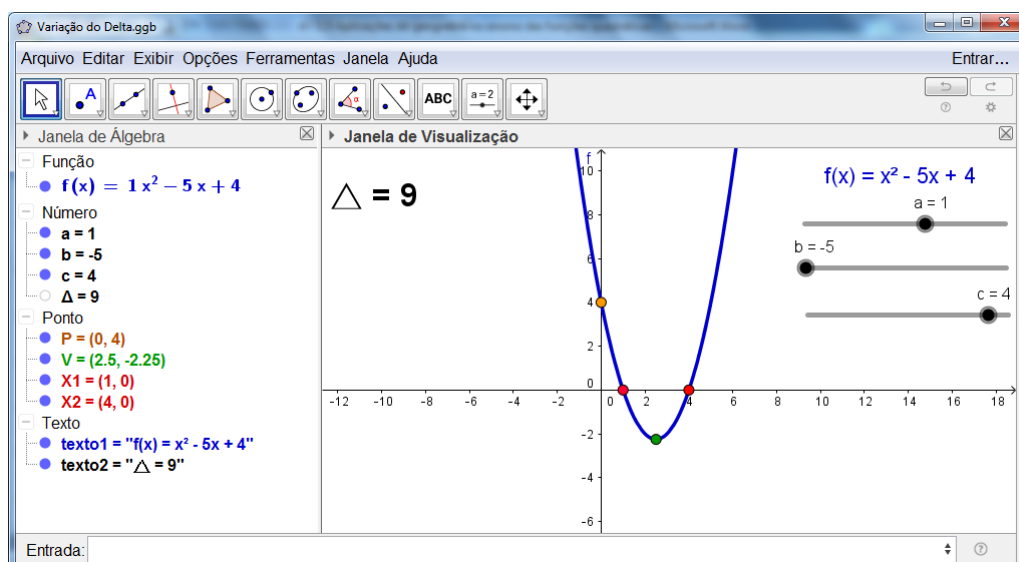 Variação do Delta.ggb
Arquivo Editar Exibir Opções Ferramentas Janela Ajuda
Entrar...
A
α
ABC
a=2
Janela de Álgebra
Função
f(x) = 1 x² − 5 x + 4
Número
a = 1
b = -5
c = 4
Δ = 9
Ponto
P = (0, 4)
V = (2.5, -2.25)
X1 = (1, 0)
X2 = (4, 0)
Texto
texto1 = "f(x) = x² - 5x + 4"
texto2 = "△ = 9"
Janela de Visualização
△ = 9
f
10
8
6
4
2
0
-2
-4
-6
-12 -10 -8 -6 -4 -2 0 2 4 6 8 10 12 14 16 18
f(x) = x² - 5x + 4
a = 1
b = -5
c = 4
Entrada: